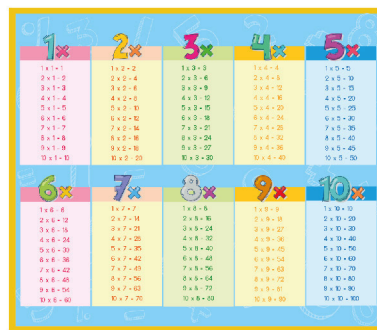 1x
1 x 1 = 1
2 x 1 = 2
3 x 1 = 3
4 x 1 = 4
5 x 1 = 5
6 x 1 = 6
7 x 1 = 7
8 x 1 = 8
9 x 1 = 9
10 x 1 = 10
2x
1 x 2 = 2
2 x 2 = 4
3 x 2 = 6
4 x 2 = 8
5 x 2 = 10
6 x 2 = 12
7 x 2 = 14
8 x 2 = 16
9 x 2 = 18
10 x 2 = 20
3x
1 x 3 = 3
2 x 3 = 6
3 x 3 = 9
4 x 3 = 12
5 x 3 = 15
6 x 3 = 18
7 x 3 = 21
8 x 3 = 24
9 x 3 = 27
10 x 3 = 30
4x
1 x 4 = 4
2 x 4 = 8
3 x 4 = 12
4 x 4 = 16
5 x 4 = 20
6 x 4 = 24
7 x 4 = 28
8 x 4 = 32
9 x 4 = 36
10 x 4 = 40
5x
1 x 5 = 5
2 x 5 = 10
3 x 5 = 15
4 x 5 = 20
5 x 5 = 25
6 x 5 = 30
7 x 5 = 35
8 x 5 = 40
9 x 5 = 45
10 x 5 = 50
6x
1 x 6 = 6
2 x 6 = 12
3 x 6 = 18
4 x 6 = 24
5 x 6 = 30
6 x 6 = 36
7 x 6 = 42
8 x 6 = 48
9 x 6 = 54
10 x 6 = 60
7x
1 x 7 = 7
2 x 7 = 14
3 x 7 = 21
4 x 7 = 28
5 x 7 = 35
6 x 7 = 42
7 x 7 = 49
8 x 7 = 56
9 x 7 = 63
10 x 7 = 70
8x
1 x 8 = 8
2 x 8 = 16
3 x 8 = 24
4 x 8 = 32
5 x 8 = 40
6 x 8 = 48
7 x 8 = 56
8 x 8 = 64
9 x 8 = 72
10 x 8 = 80
9x
1 x 9 = 9
2 x 9 = 18
3 x 9 = 27
4 x 9 = 36
5 x 9 = 45
6 x 9 = 54
7 x 9 = 63
8 x 9 = 72
9 x 9 = 81
10 x 9 = 90
10x
1 x 10 = 10
2 x 10 = 20
3 x 10 = 30
4 x 10 = 40
5 x 10 = 50
6 x 10 = 60
7 x 10 = 70
8 x 10 = 80
9 x 10 = 90
10 x 10 = 100